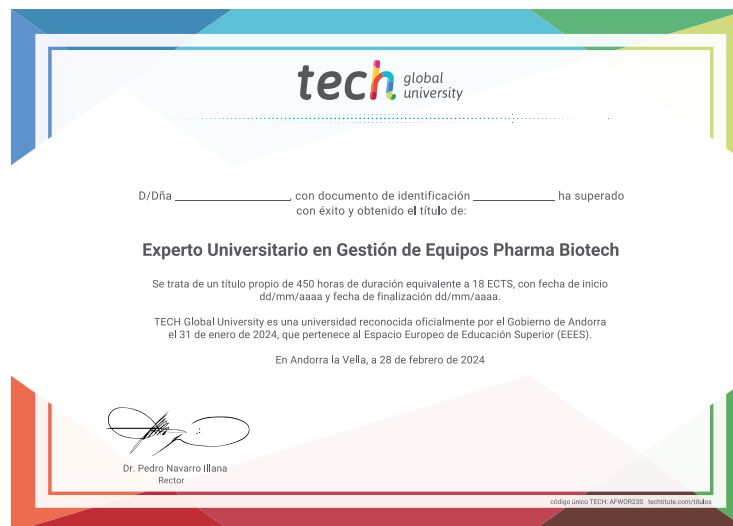 tech global
university
D/Dña ____________, con documento de identificación ____________ ha superado
con éxito y obtenido el título de:
Experto Universitario en Gestión de Equipos Pharma Biotech
Se trata de un título propio de 450 horas de duración equivalente a 18 ECTS, con fecha de inicio
dd/mm/aaaa y fecha de finalización dd/mm/aaaa.
TECH Global University es una universidad reconocida oficialmente por el Gobierno de Andorra
el 31 de enero de 2024, que pertenece al Espacio Europeo de Educación Superior (EEES).
En Andorra la Vella, a 28 de febrero de 2024
Dr. Pedro Navarro Illana
Rector
código único TECH: AFWOR23S techtitute.com/titulos